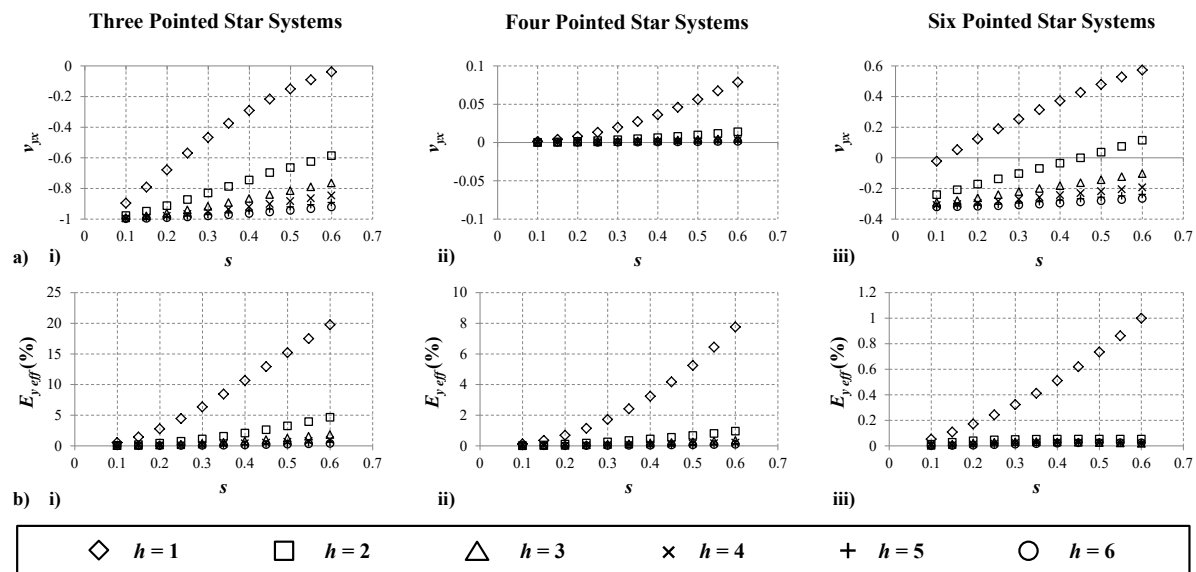 Three Pointed Star Systems
Four Pointed Star Systems
Six Pointed Star Systems
0
-0.2
-0.4
-0.6
-0.8
-1
0 0.1 0.2 0.3 0.4 0.5 0.6 0.7
v_yx
s
a) i)
0.1
0.05
0
-0.05
-0.1
0 0.1 0.2 0.3 0.4 0.5 0.6 0.7
v_yx
s
ii)
0.6
0.4
0.2
0
-0.2
-0.4
0 0.1 0.2 0.3 0.4 0.5 0.6 0.7
v_yx
s
iii)
25
20
15
10
5
0
0 0.1 0.2 0.3 0.4 0.5 0.6 0.7
E_y eff (%)
s
b) i)
10
8
6
4
2
0
0 0.1 0.2 0.3 0.4 0.5 0.6 0.7
E_y eff (%)
s
ii)
1.2
1
0.8
0.6
0.4
0.2
0
0 0.1 0.2 0.3 0.4 0.5 0.6 0.7
E_y eff (%)
s
iii)
h = 1 h = 2 h = 3 h = 4 h = 5 h = 6